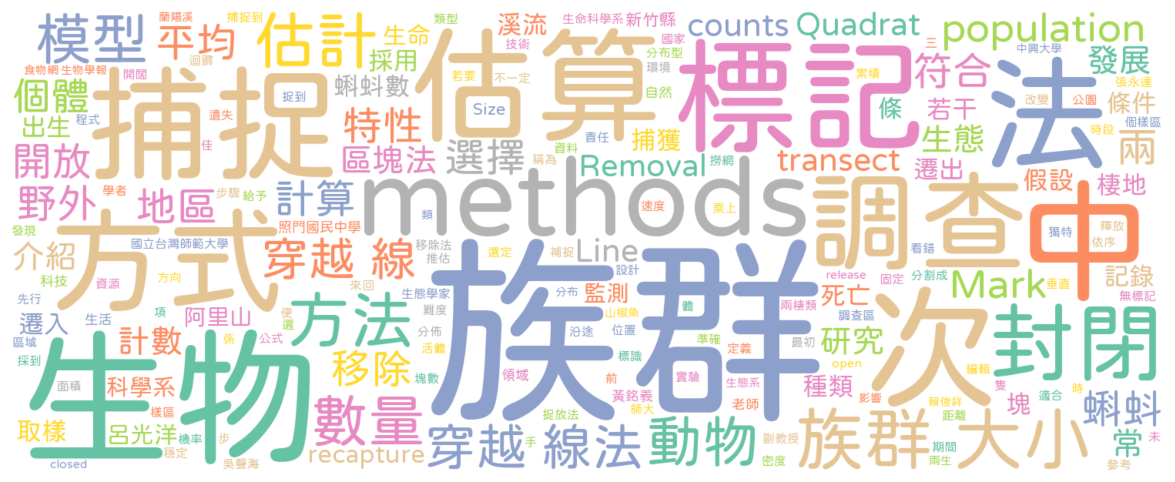 模型 平均 估計 類型 捕捉到 蘭陽溪 溪流 生命科學系 新竹縣 counts Quadrat population
迴歸 生命 技術 國家 分布型 三 中興大學
食物網 生物學報 開闊 採用 若要 不一定 環境 累積 符合 發展 張永達
個體 捕捉 捉到 蝌蚪數 估算 Size 標記 自然 法 改變 公園 條件
出生 程式 遺失 佳 特性 資料 責任 捕獲 條 若干 生態 時段 個樣區 兩
開放 學者 區塊法 選擇 稱為 Removal 撈網 transect 遷出 假設 棲地
野外 地區 步驟 給予 計算 methods 速度 乘上 調查 中 獨特 釋放 依序
發現 照門國民中學 類 移除法 推估 選定 補捉
介紹 方式 國立台灣師範大學 穿越 線 Line 設計 看錯 固定 分割成 記錄
科技 資源 方向 來回 生態學家 分布 監測 兩棲類 release 死亡 Mark 垂直 無標記
先行 遷入 生活 項 阿里山 便 選 方法 難度 分佈 族群 體 山椒魚 位置 調查區 次 封閉
區域 計數 係 公式 活體 沿途 準確 最初 研究 open 編輯
採到 生物 移除 塊數 領域 前 標識 定義 實驗 生態系 種類 影響 隻 適合 時
面積 科學系 樣區 數量 捉放法 黃銘義 老師 賴俊祥 塊 蝌蚪
取樣 呂光洋 機率 步 手 師大 距離 常 未
穩定 吳聲海 recapture 穿越 線法 動物 副教授 族群 大小 期間 兩生
closed 密度 參考